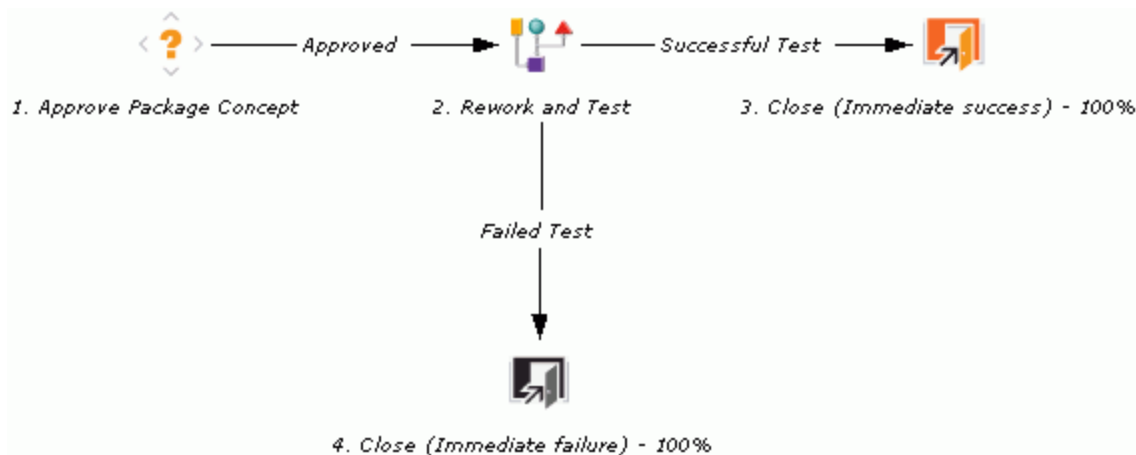 Approved
Successful Test
1. Approve Package Concept
2. Rework and Test
3. Close (Immediate success) - 100%
Failed Test
4. Close (Immediate failure) - 100%